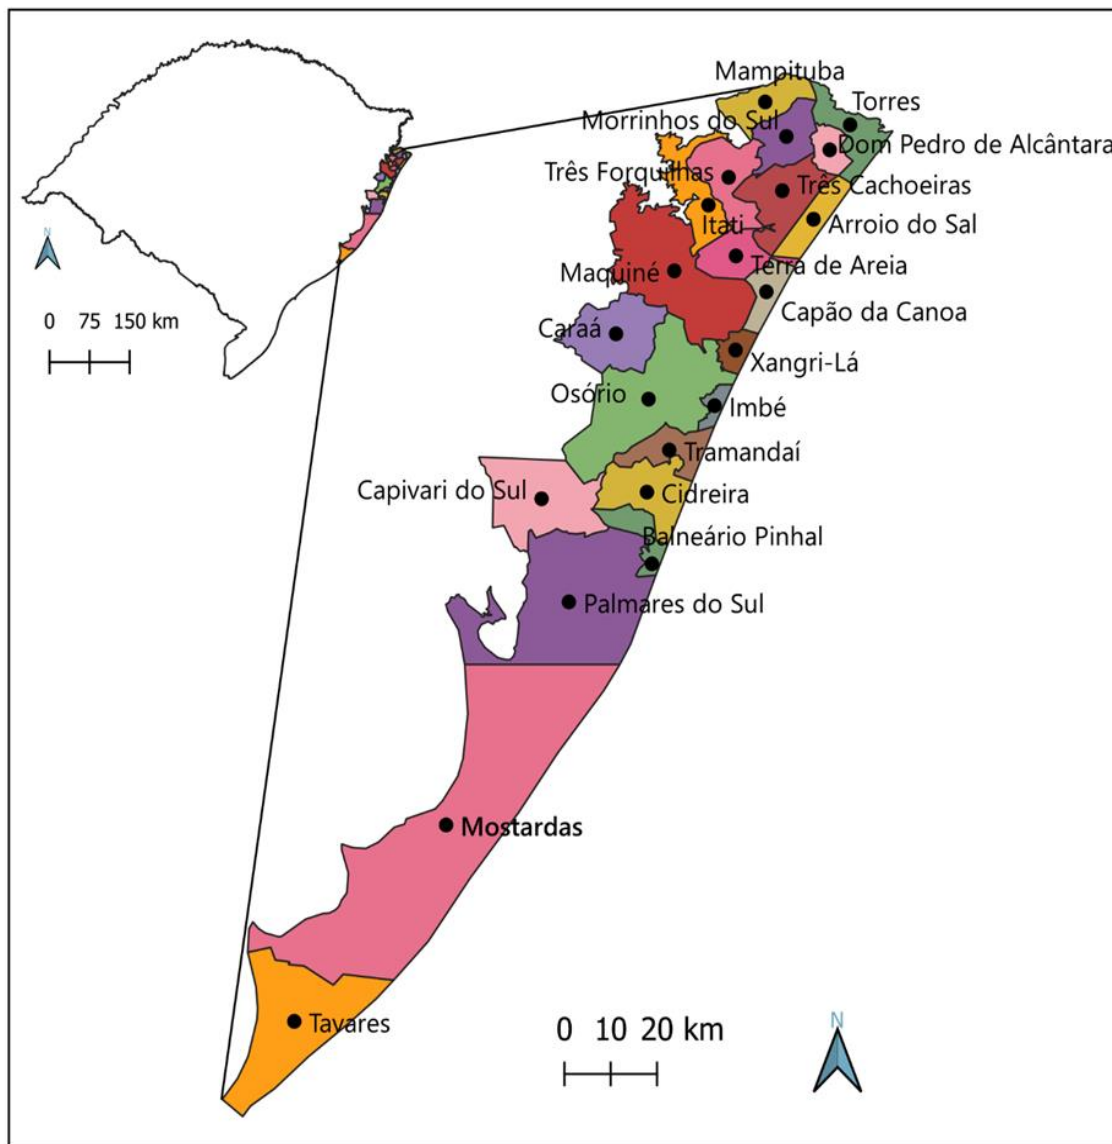 Mampituba
Torres
Morrinhos do Sul
Dom Pedro de Alcântara
Três Forquilhas
Três Cachoeiras
Itati
Arroio do Sal
N
Maquiné
Terra de Areia
Capão da Canoa
0 75 150 km
Caraá
Xangri-Lá
Osório
Imbé
Tramandaí
Capivari do Sul
Cidreira
Balneário Pinhal
Palmares do Sul
Mostardas
Tavares
0 10 20 km
N